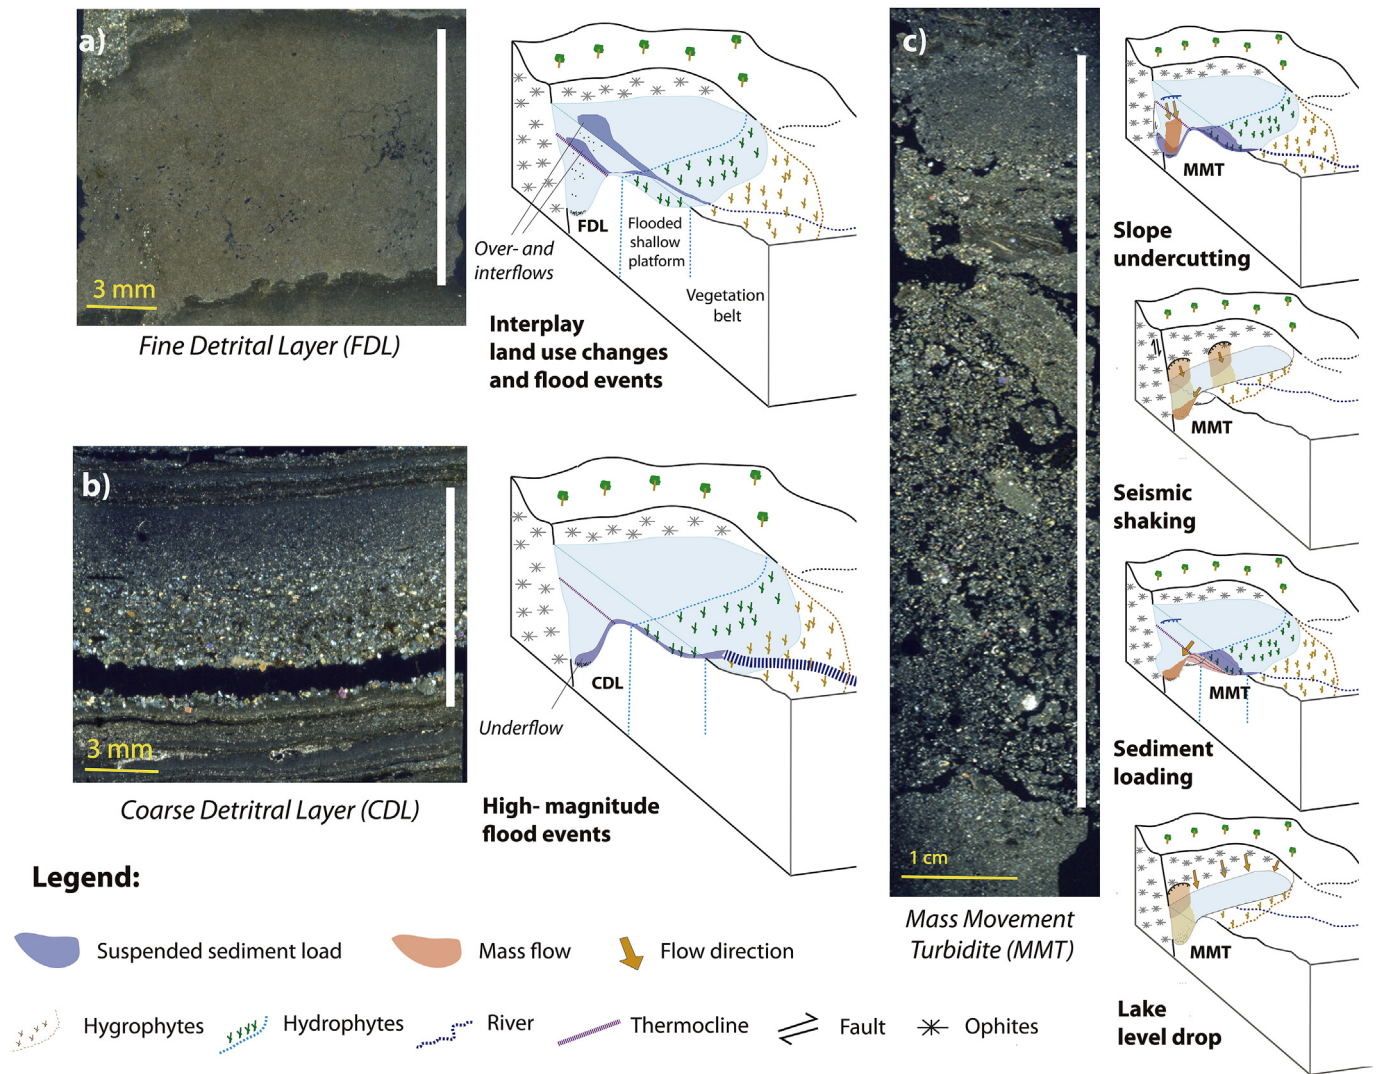 a)
3 mm
Fine Detrital Layer (FDL)
FDL
Over- and
interflows
Flooded
shallow
platform
Vegetation
belt
Interplay
land use changes
and flood events
b)
3 mm
Coarse Detritral Layer (CDL)
CDL
Underflow
High- magnitude
flood events
c)
1 cm
Mass Movement
Turbidite (MMT)
MMT
Slope
undercutting
MMT
Seismic
shaking
MMT
Sediment
loading
MMT
Lake
level drop
Legend:
Suspended sediment load
Mass flow
Flow direction
Hygrophytes
Hydrophytes
River
Thermocline
Fault
Ophites